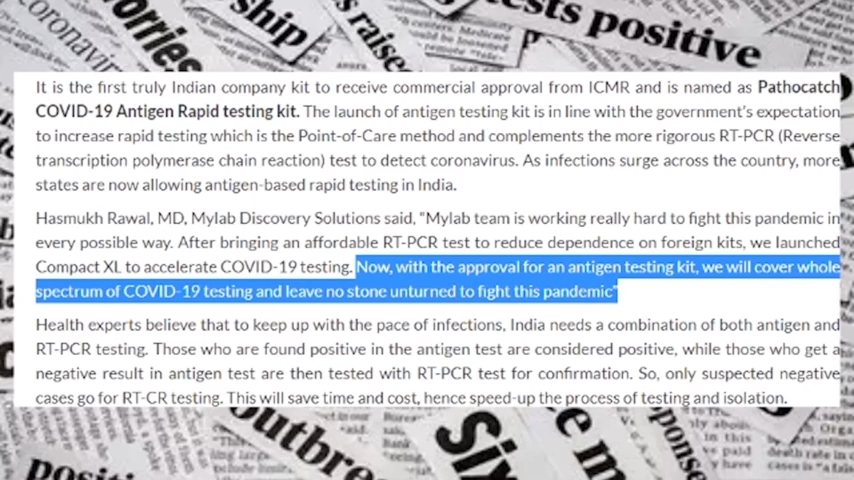 It is the first truly Indian company kit to receive commercial approval from ICMR and is named as Pathocatch
COVID-19 Antigen Rapid testing kit. The launch of antigen testing kit is in line with the government's expectation
to increase rapid testing which is the Point-of-Care method and complements the more rigorous RT-PCR (Reverse
transcription polymerase chain reaction) test to detect coronavirus. As infections surge across the country, more
states are now allowing antigen-based rapid testing in India.
Hasmukh Rawal, MD, Mylab Discovery Solutions said, "Mylab team is working really hard to fight this pandemic in
every possible way. After bringing an affordable RT-PCR test to reduce dependence on foreign kits, we launched
Compact XL to accelerate COVID-19 testing. Now, with the approval for an antigen testing kit, we will cover whole
spectrum of COVID-19 testing and leave no stone unturned to fight this pandemic"
Health experts believe that to keep up with the pace of infections, India needs a combination of both antigen and
RT-PCR testing. Those who are found positive in the antigen test are considered positive, while those who get a
negative result in antigen test are then tested with RT-PCR test for confirmation. So, only suspected negative
cases go for RT-CR testing. This will save time and cost, hence speed-up the process of testing and isolation.